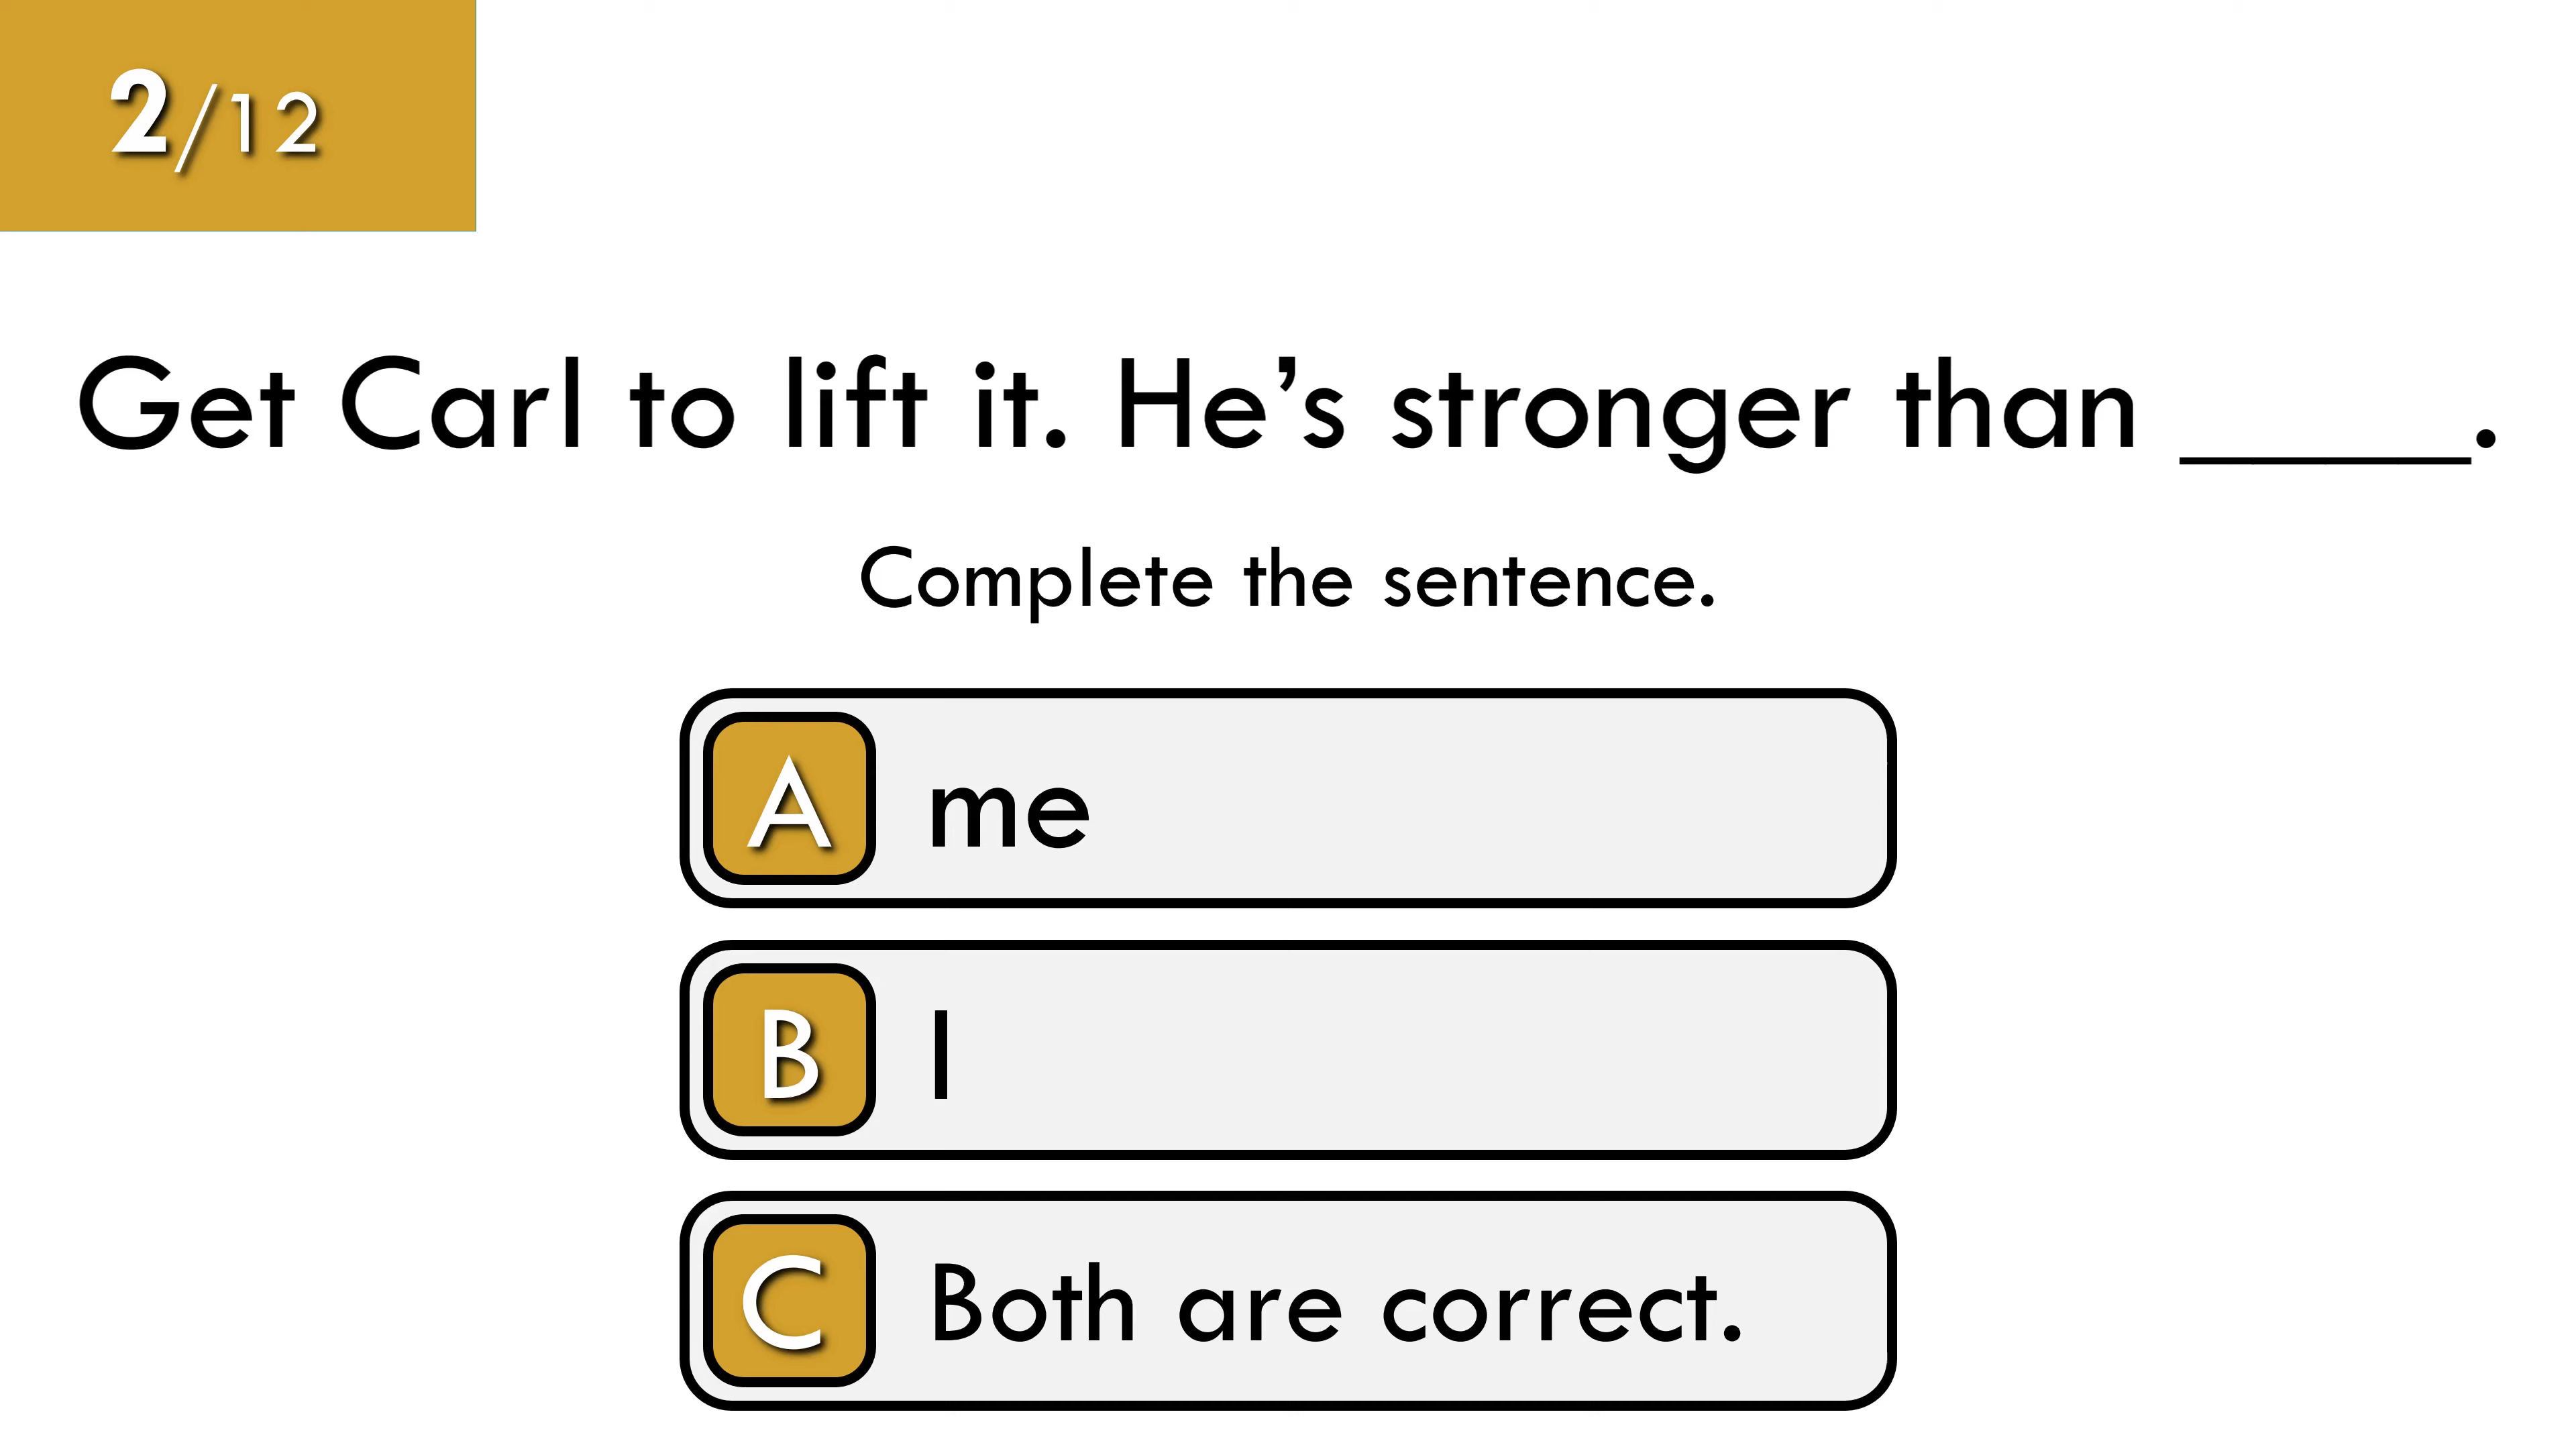 2/12
Get Carl to lift it. He’s stronger than _____.
Complete the sentence.
A me
B I
C Both are correct.